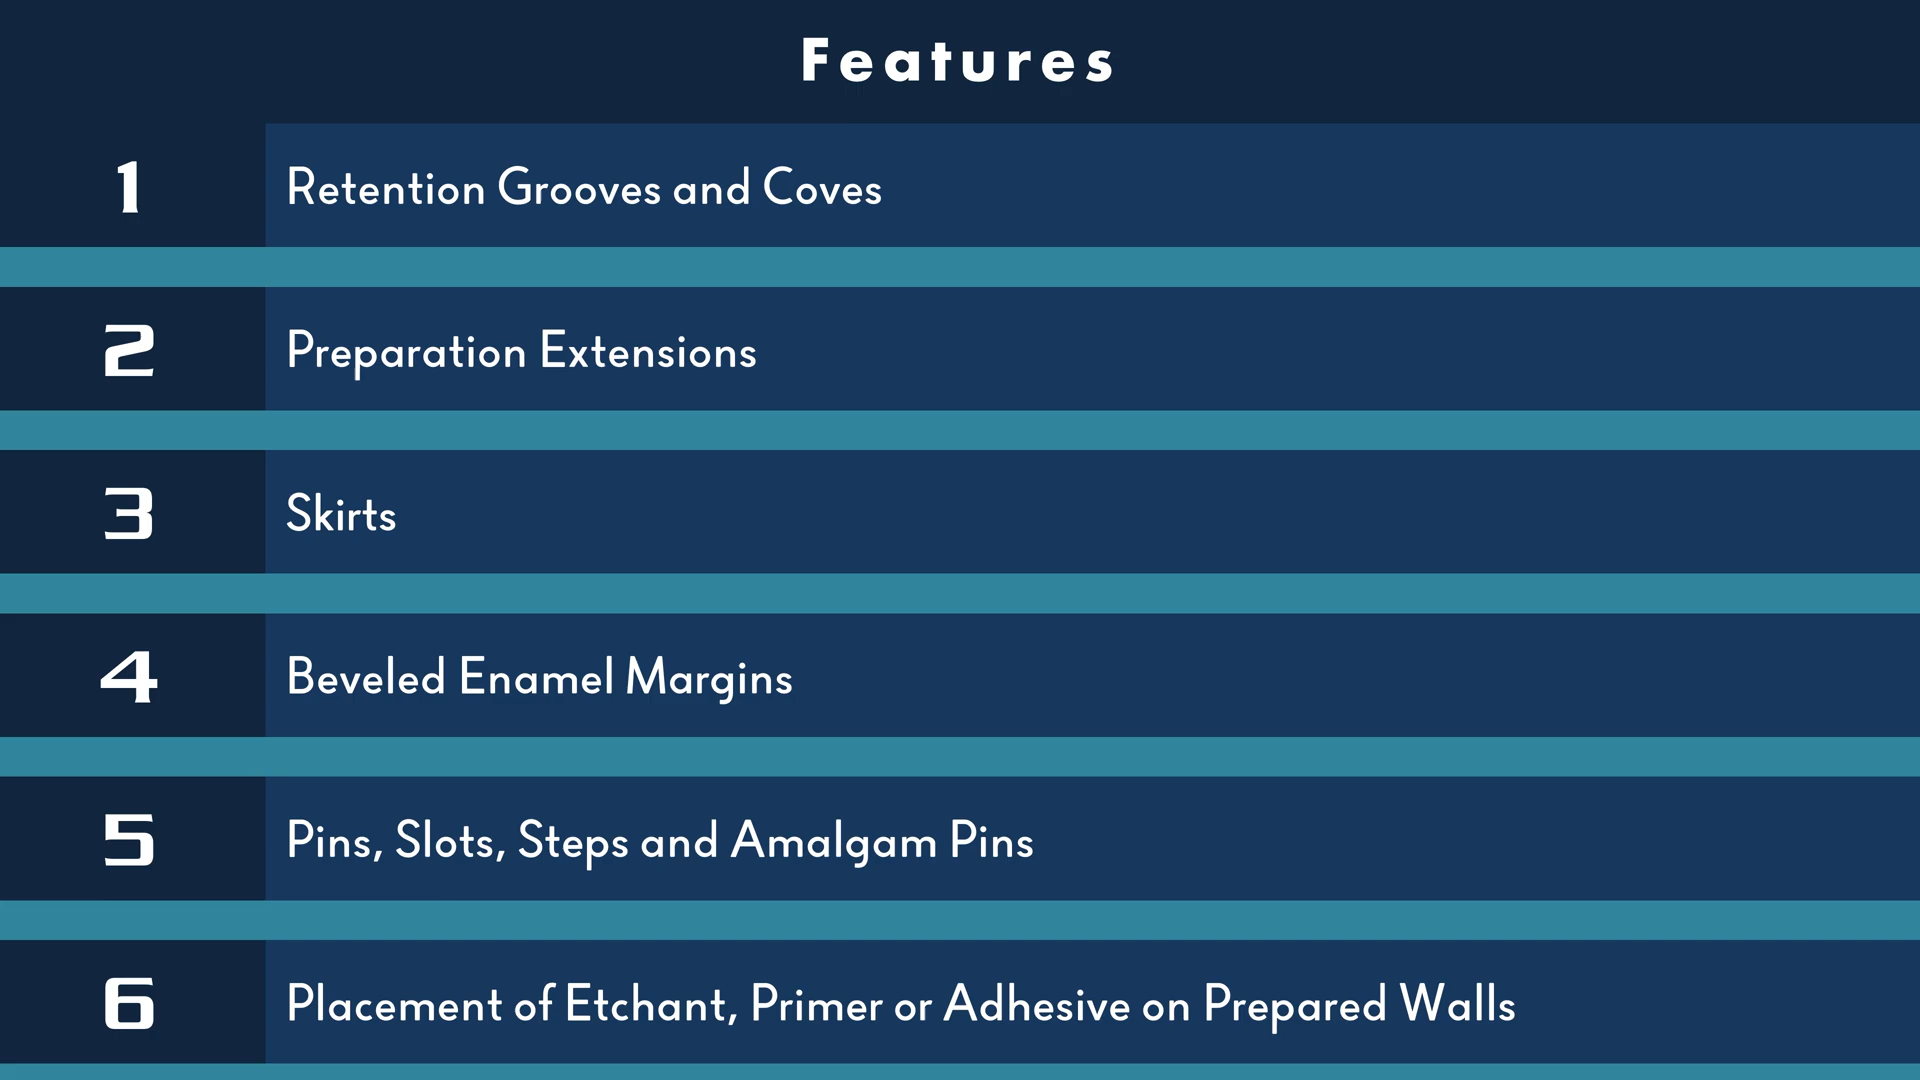 Features
1 Retention Grooves and Coves
2 Preparation Extensions
3 Skirts
4 Beveled Enamel Margins
5 Pins, Slots, Steps and Amalgam Pins
6 Placement of Etchant, Primer or Adhesive on Prepared Walls